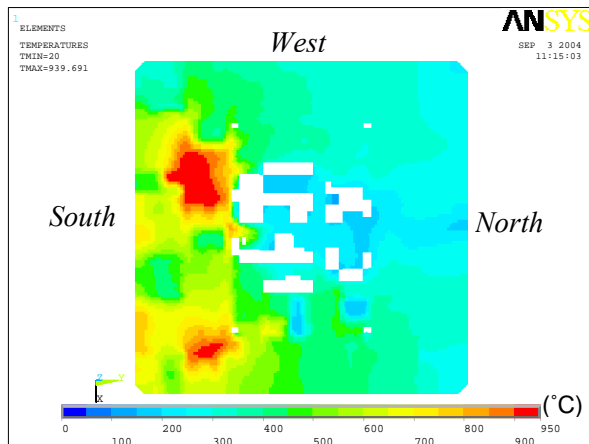 1
ELEMENTS
TEMPERATURES
TMIN=20
TMAX=939.691
ANSYS
SEP 3 2004
11:15:03
West
South
North
Z Y
X
(°C)
0 200 400 600 800 950
100 300 500 700 900